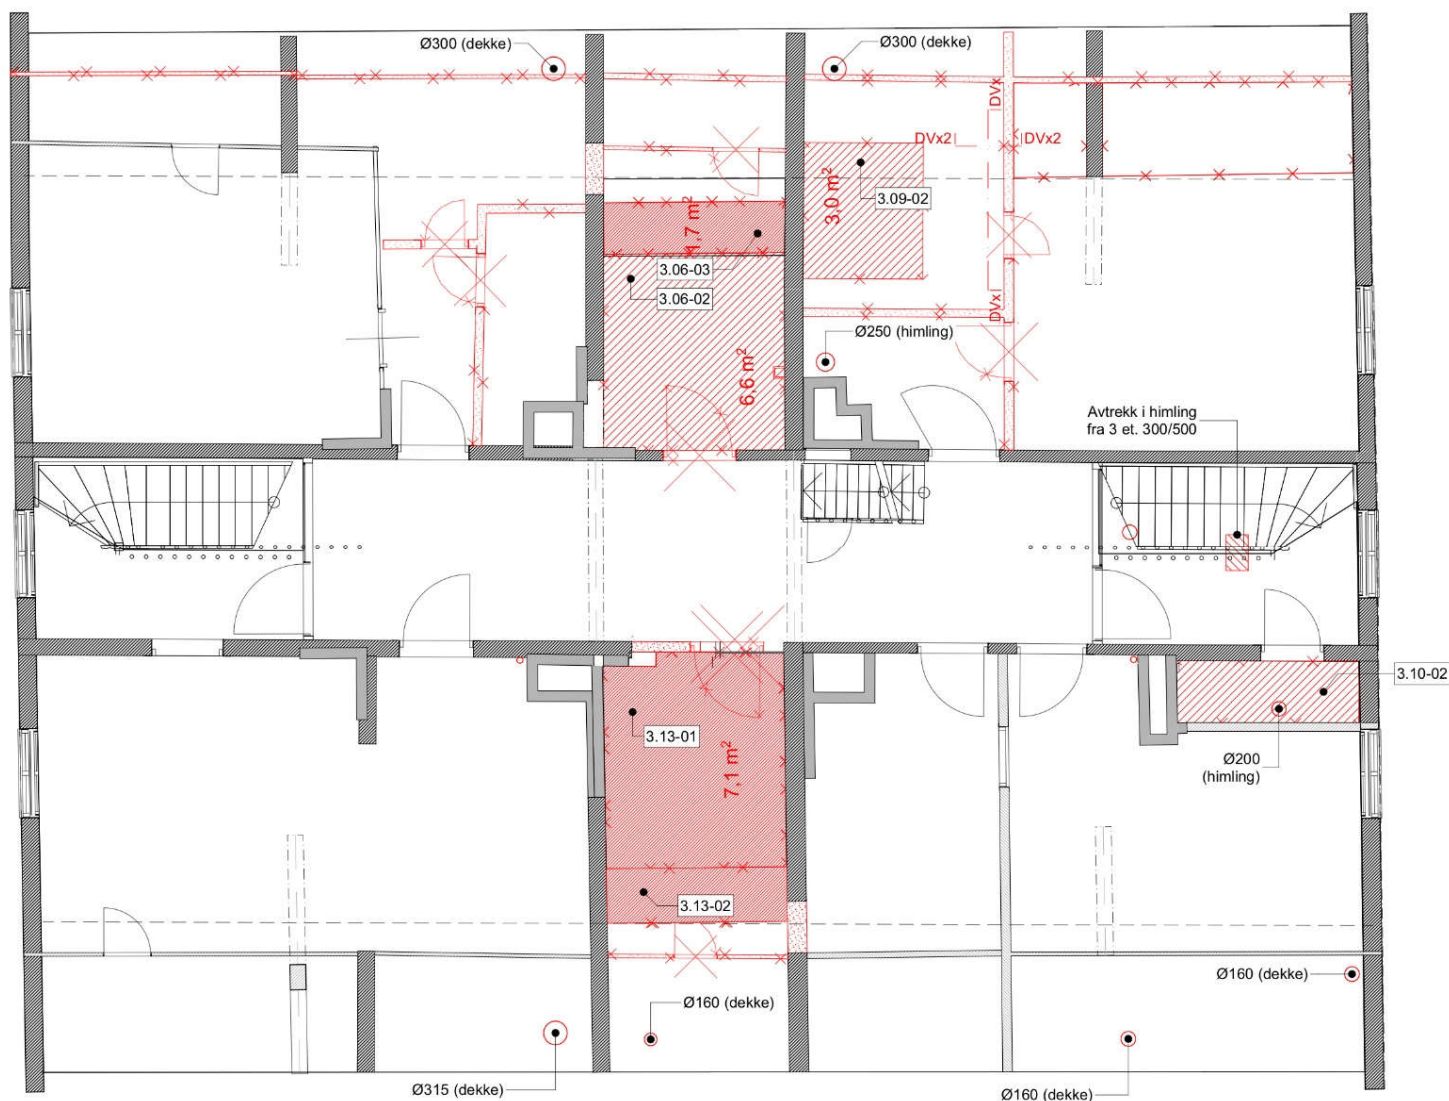 Ø300 (dekke)
Ø300 (dekke)
DVx
DVx2
DVx2
3,0 m²
3.09-02
1,7 m²
3.06-03
3.06-02
DVx
Ø250 (himling)
6,6 m²
Avtrekk i himling
fra 3 et. 300/500
3.10-02
3.13-01
7,1 m²
Ø200
(himling)
3.13-02
Ø160 (dekke)
Ø160 (dekke)
Ø315 (dekke)
Ø160 (dekke)